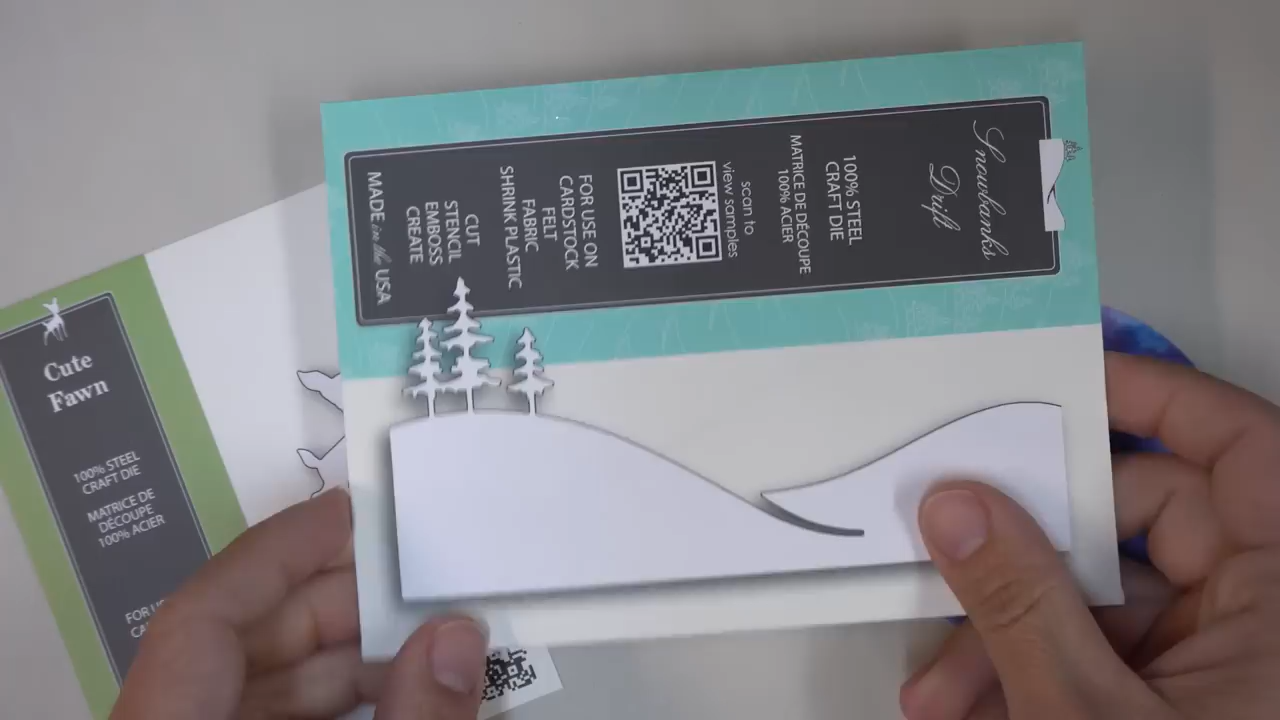 Snowbanks
Drift
100% STEEL
CRAFT DIE
MATRICE DE DÉCOUPE
100% ACIER
scan to
view samples
FOR USE ON
CARDSTOCK
FELT
FABRIC
SHRINK PLASTIC
CUT
STENCIL
EMBOSS
CREATE
MADE in the USA
Cute
Fawn
100% STEEL
CRAFT DIE
MATRICE DE
DÉCOUPE
100% ACIER
FOR